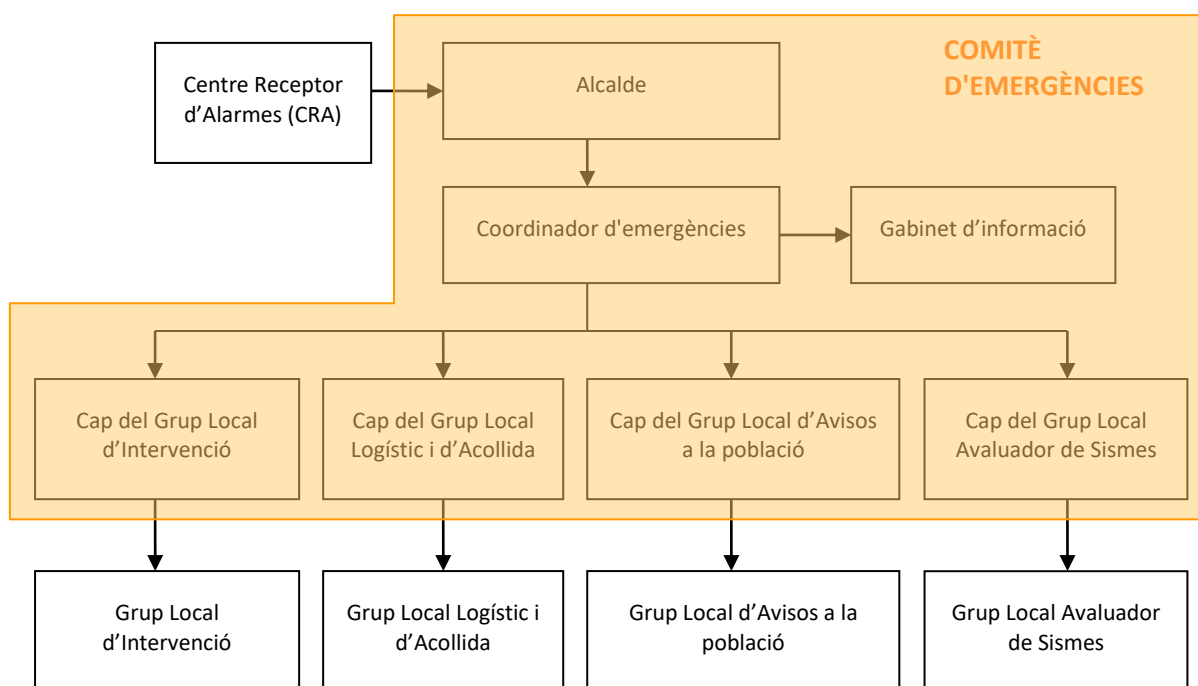 COMITÈ
D'EMERGÈNCIES
Centre Receptor
d’Alarmes (CRA)
Alcalde
Coordinador d'emergències
Gabinet d’informació
Cap del Grup Local
d’Intervenció
Cap del Grup Local
Logístic i d’Acollida
Cap del Grup Local d’Avisos
a la població
Cap del Grup Local
Avaluador de Sismes
Grup Local
d’Intervenció
Grup Local Logístic i
d’Acollida
Grup Local d’Avisos a la
població
Grup Local Avaluador
de Sismes